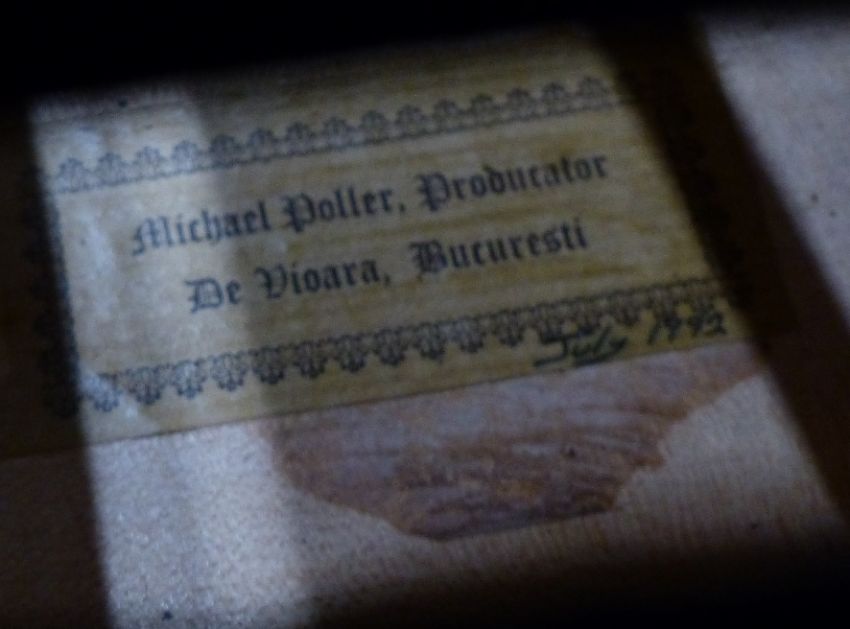 Michael Poller, Producator
De Vioara, Bucuresti
July 1992